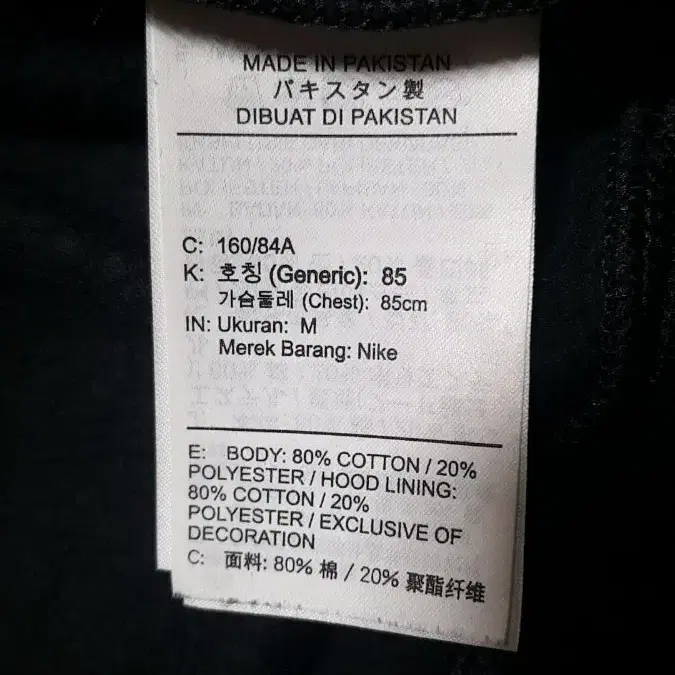 MADE IN PAKISTAN
パキスタン製
DIBUAT DI PAKISTAN
C: 160/84A
K: 호칭 (Generic): 85
가슴둘레 (Chest): 85cm
IN: Ukuran: M
Merek Barang: Nike
E: BODY: 80% COTTON / 20%
POLYESTER / HOOD LINING:
80% COTTON / 20%
POLYESTER / EXCLUSIVE OF
DECORATION
C: 面料: 80% 棉 / 20% 聚酯纤维